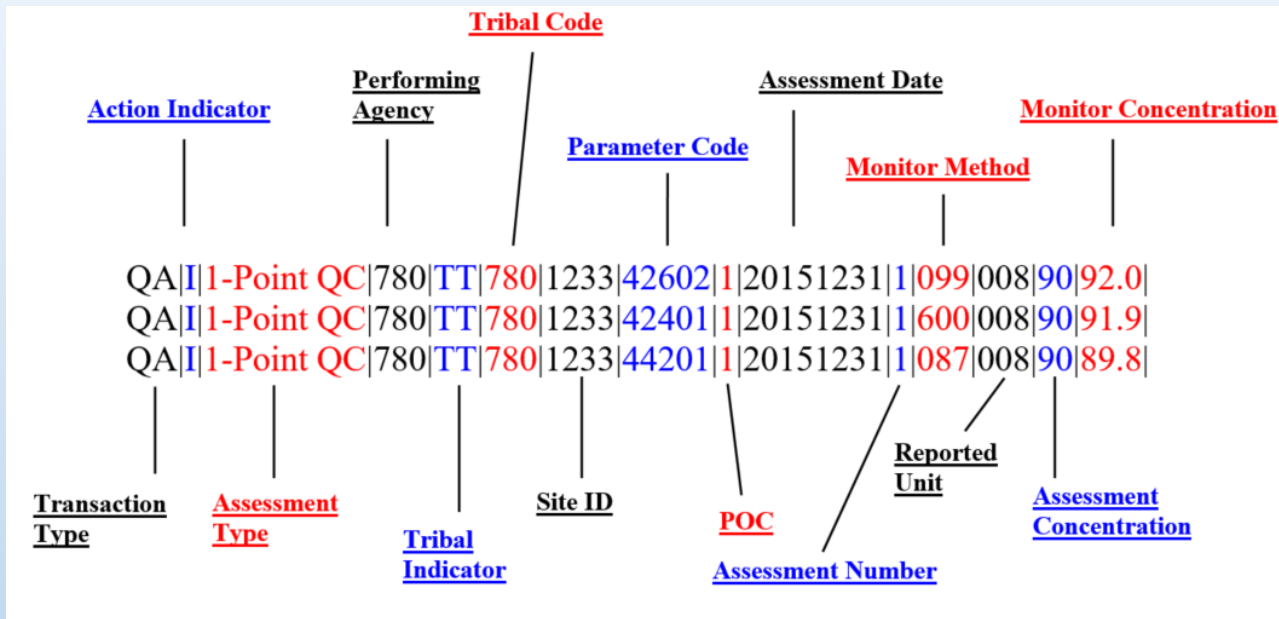 Tribal Code
Performing
Agency
Assessment Date
Action Indicator
Monitor Concentration
Parameter Code
Monitor Method
QA|I|1-Point QC|780|TT|780|1233|42602|1|20151231|1|099|008|90|92.0|
QA|I|1-Point QC|780|TT|780|1233|42401|1|20151231|1|600|008|90|91.9|
QA|I|1-Point QC|780|TT|780|1233|44201|1|20151231|1|087|008|90|89.8|
Transaction
Type
Assessment
Type
Tribal
Indicator
Site ID
POC
Assessment Number
Reported
Unit
Assessment
Concentration